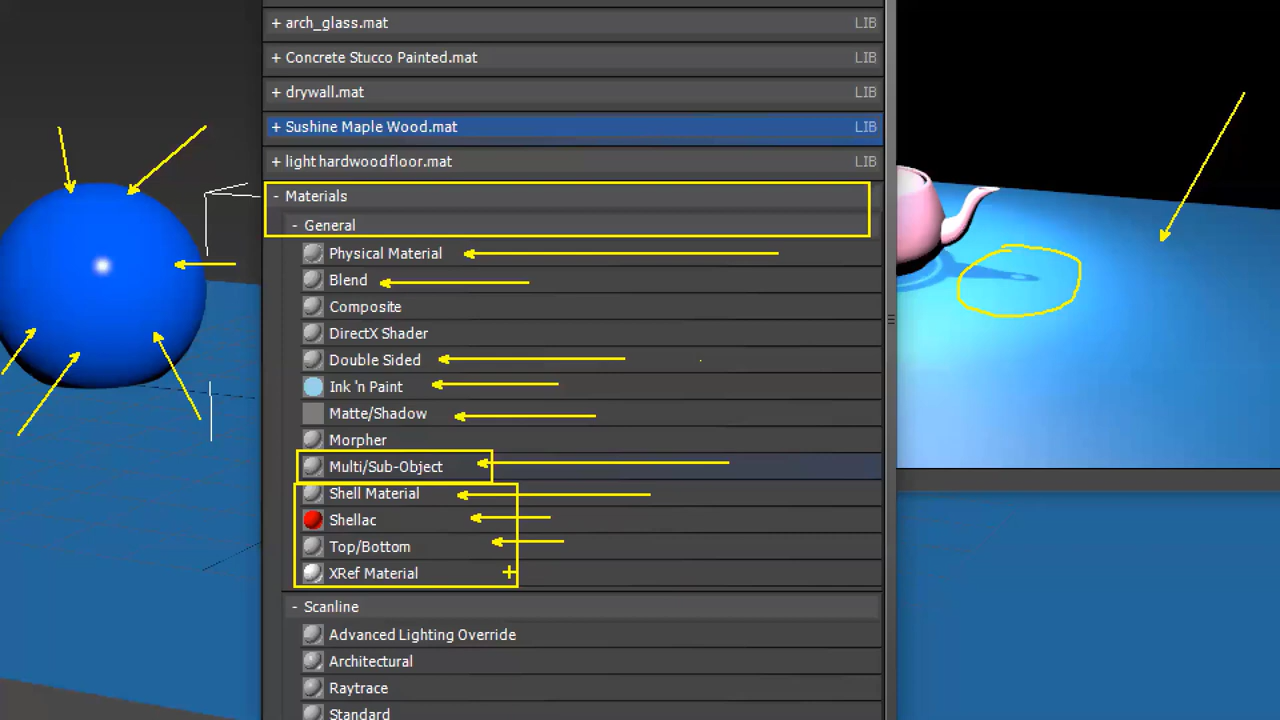 + arch_glass.mat LIB
+ Concrete Stucco Painted.mat LIB
+ drywall.mat LIB
+ Sushine Maple Wood.mat LIB
+ light hardwoodfloor.mat LIB
- Materials
- General
Physical Material
Blend
Composite
DirectX Shader
Double Sided
Ink 'n Paint
Matte/Shadow
Morpher
Multi/Sub-Object
Shell Material
Shellac
Top/Bottom
XRef Material
- Scanline
Advanced Lighting Override
Architectural
Raytrace
Standard